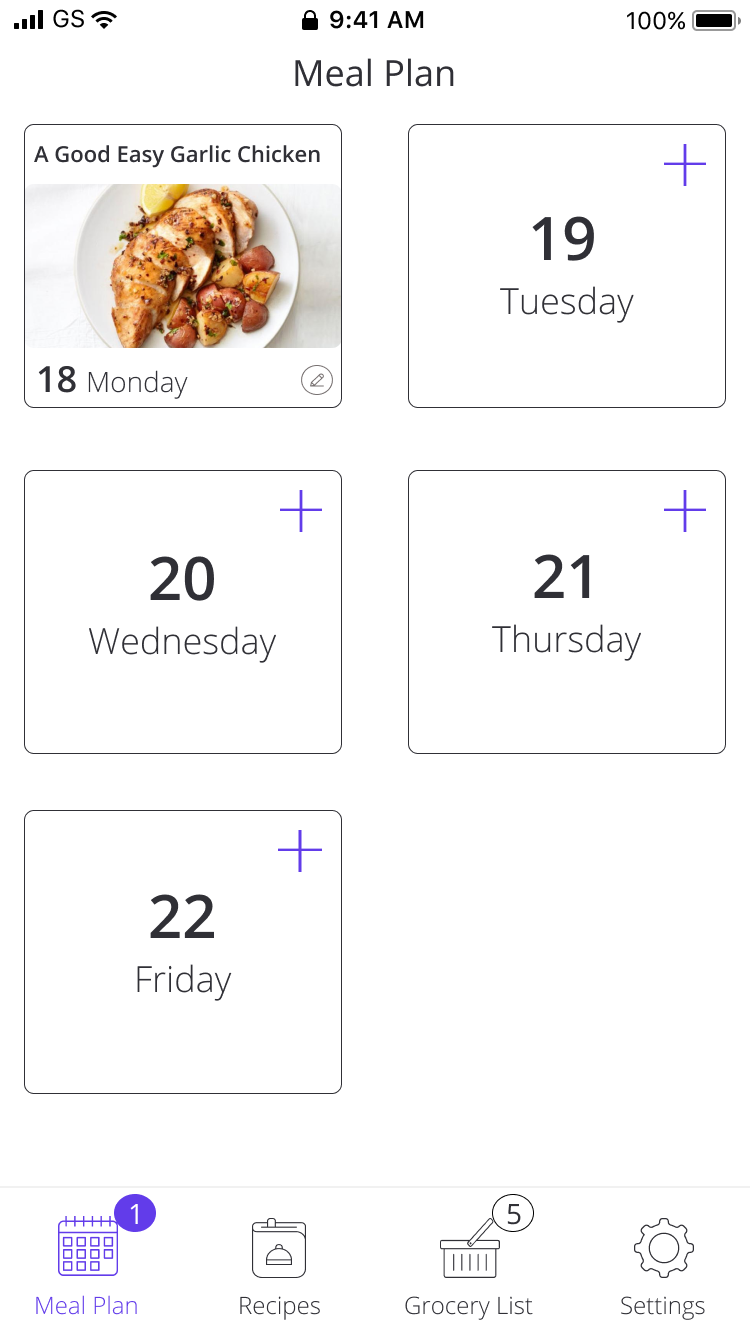 GS 9:41 AM 100%
Meal Plan
A Good Easy Garlic Chicken
18 Monday
19
Tuesday
20
Wednesday
21
Thursday
22
Friday
1
5
Meal Plan Recipes Grocery List Settings